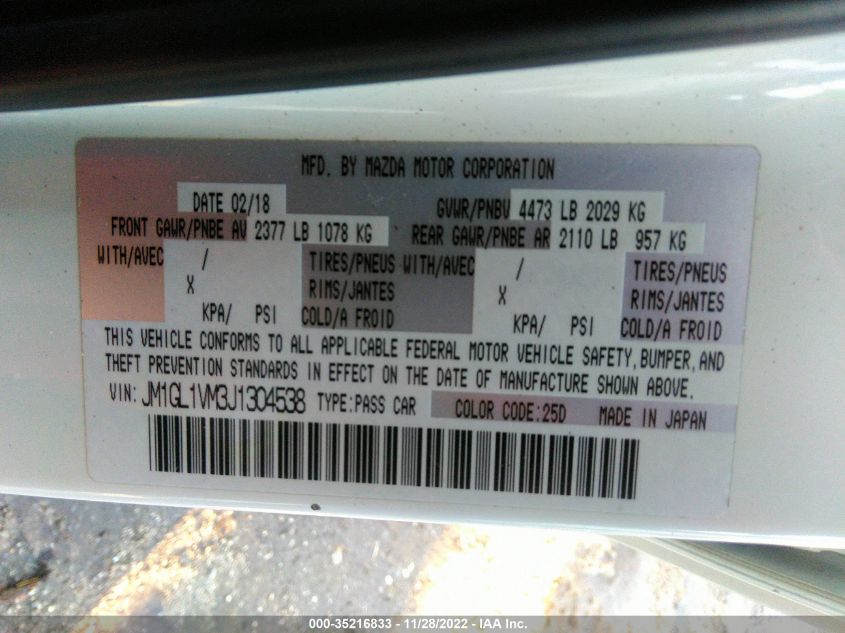 MFD. BY MAZDA MOTOR CORPORATION
DATE 02/18 GVWR/PNBV 4473 LB 2029 KG
FRONT GAWR/PNBE AV 2377 LB 1078 KG REAR GAWR/PNBE AR 2110 LB 957 KG
WITH/AVEC / TIRES/PNEUS WITH/AVEC / TIRES/PNEUS
X RIMS/JANTES X RIMS/JANTES
KPA/ PSI COLD/A FROID KPA/ PSI COLD/A FROID
THIS VEHICLE CONFORMS TO ALL APPLICABLE FEDERAL MOTOR VEHICLE SAFETY, BUMPER, AND
THEFT PREVENTION STANDARDS IN EFFECT ON THE DATE OF MANUFACTURE SHOWN ABOVE.
VIN: JM1GL1VM3J1304538 TYPE: PASS CAR COLOR CODE: 25D MADE IN JAPAN
000-35216833 - 11/28/2022 - IAA Inc.